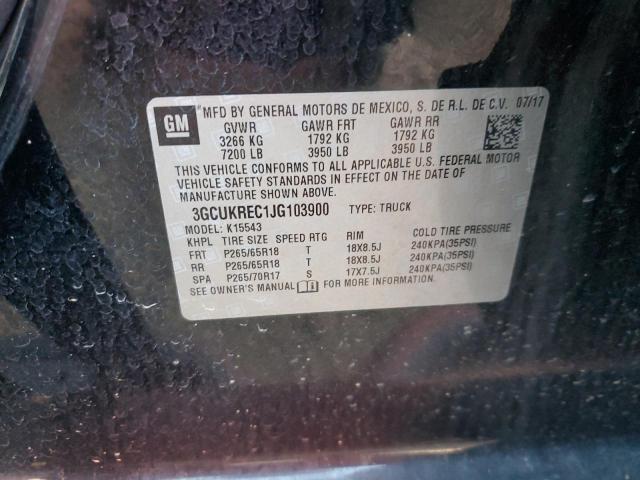 GM
*MFD BY GENERAL MOTORS DE MEXICO, S. DE R.L. DE C.V. 07/17
GVWR GAWR FRT GAWR RR
3266 KG 1792 KG 1792 KG
7200 LB 3950 LB 3950 LB
THIS VEHICLE CONFORMS TO ALL APPLICABLE U.S. FEDERAL MOTOR
VEHICLE SAFETY STANDARDS IN EFFECT ON THE DATE OF
MANUFACTURE SHOWN ABOVE.
3GCUKREC1JG103900 TYPE: TRUCK
MODEL: K15543
KHPL TIRE SIZE SPEED RTG RIM COLD TIRE PRESSURE
FRT P265/65R18 T 18X8.5J 240KPA(35PSI)
RR P265/65R18 T 18X8.5J 240KPA(35PSI)
SPA P265/70R17 S 17X7.5J 240KPA(35PSI)
SEE OWNER'S MANUAL FOR MORE INFORMATION.